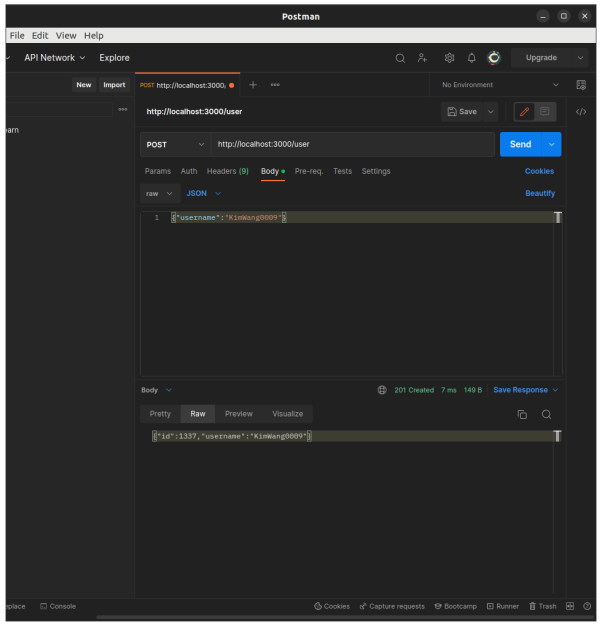 Postman
File Edit View Help
API Network Explore
Upgrade
New Import
POST http://localhost:3000/
No Environment
http://localhost:3000/user
Save
earn
POST http://localhost:3000/user
Send
Params Auth Headers (9) Body Pre-req. Tests Settings
Cookies
raw JSON
Beautify
1 {"username":"KimWang0009"}
Body
201 Created 7 ms 149 B Save Response
Pretty Raw Preview Visualize
{"id":1337,"username":"KimWang0009"}
eplace Console
Cookies Capture requests Bootcamp Runner Trash